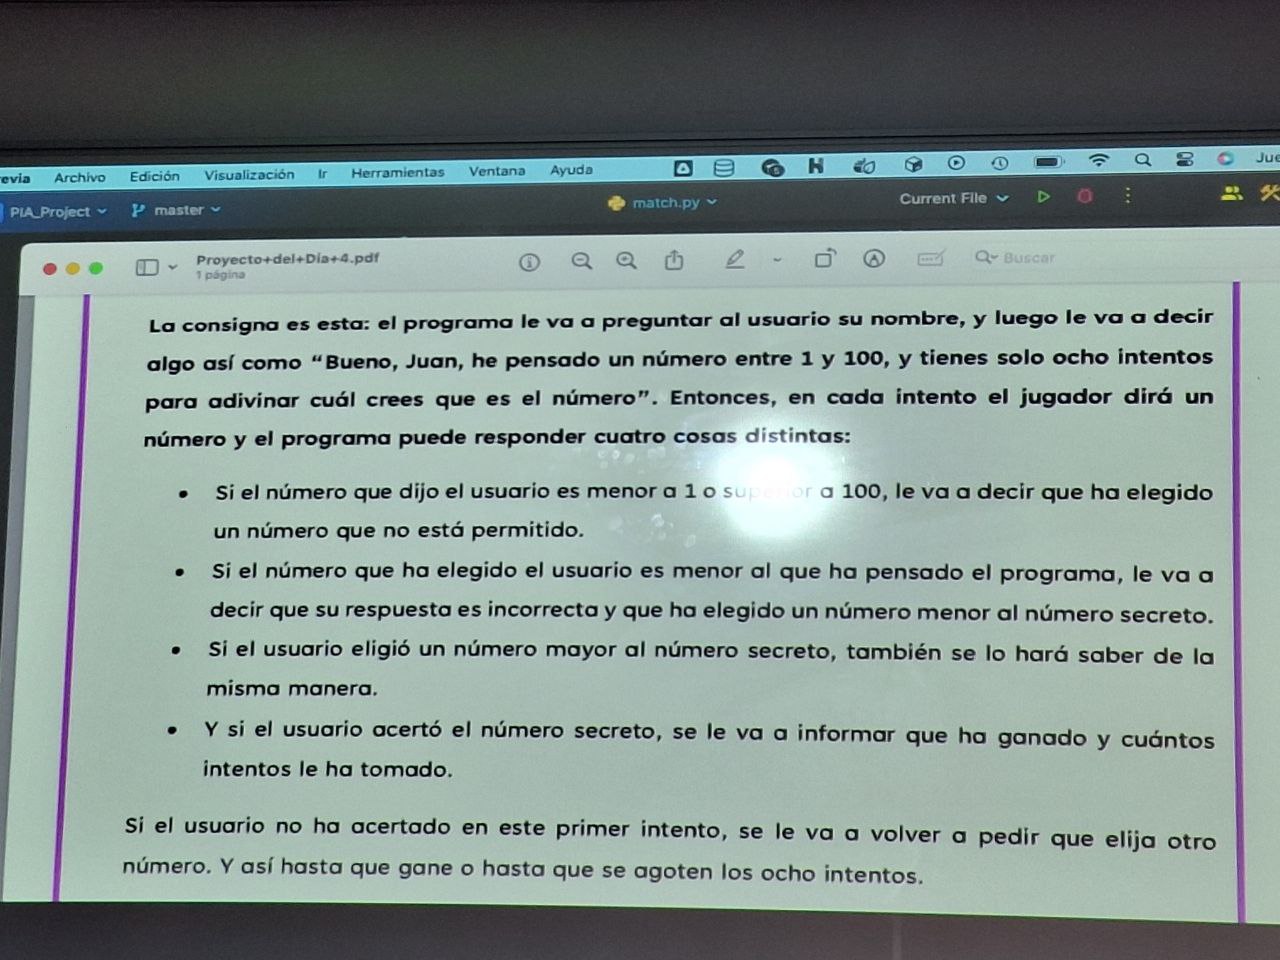 evia Archivo Edición Visualización Ir Herramientas Ventana Ayuda Jue
PIA_Project master match.py Current File
Proyecto+del+Día+4.pdf
1 página
Buscar
La consigna es esta: el programa le va a preguntar al usuario su nombre, y luego le va a decir
algo así como “Bueno, Juan, he pensado un número entre 1 y 100, y tienes solo ocho intentos
para adivinar cuál crees que es el número”. Entonces, en cada intento el jugador dirá un
número y el programa puede responder cuatro cosas distintas:
• Si el número que dijo el usuario es menor a 1 o superior a 100, le va a decir que ha elegido
un número que no está permitido.
• Si el número que ha elegido el usuario es menor al que ha pensado el programa, le va a
decir que su respuesta es incorrecta y que ha elegido un número menor al número secreto.
• Si el usuario eligió un número mayor al número secreto, también se lo hará saber de la
misma manera.
• Y si el usuario acertó el número secreto, se le va a informar que ha ganado y cuántos
intentos le ha tomado.
Si el usuario no ha acertado en este primer intento, se le va a volver a pedir que elija otro
número. Y así hasta que gane o hasta que se agoten los ocho intentos.